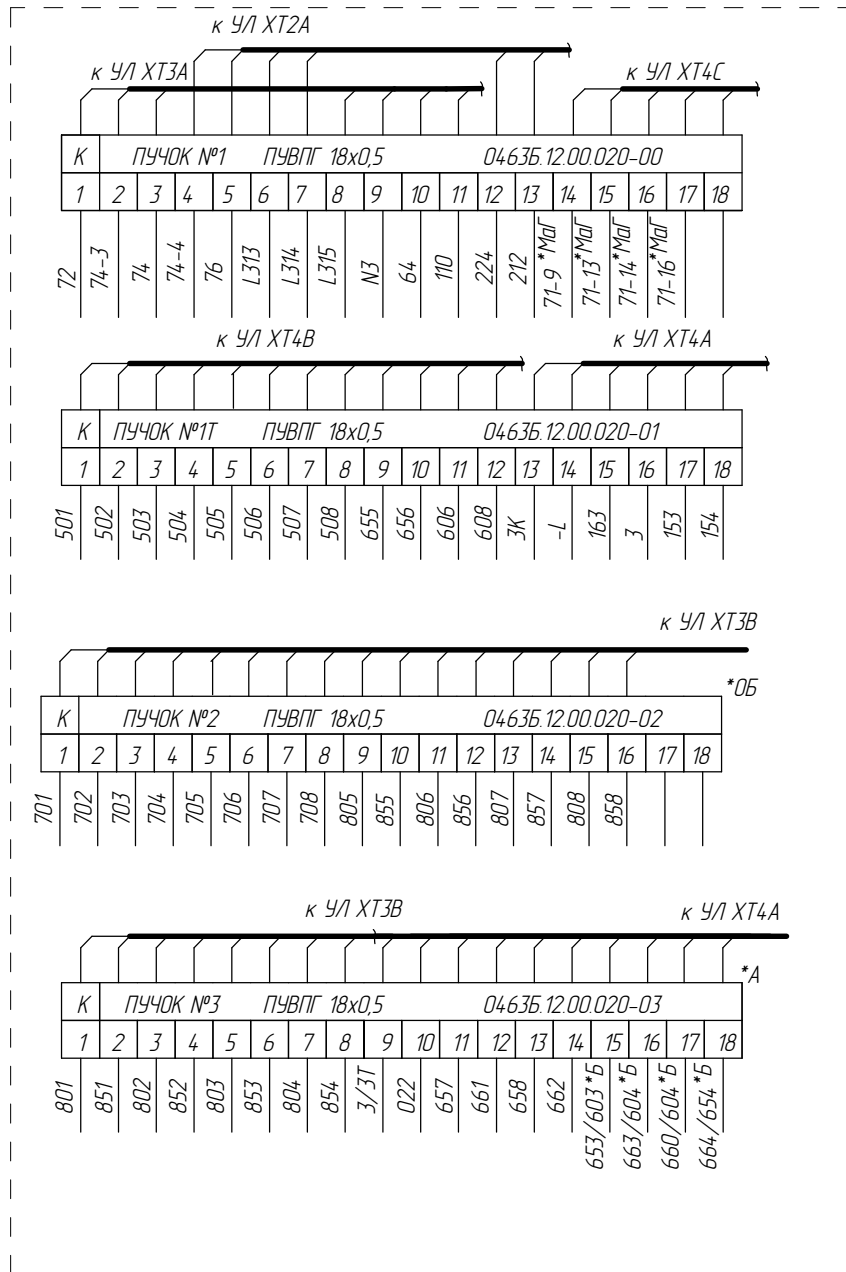 к УЛ ХТ2А
к УЛ ХТ3А
к УЛ ХТ4С
К ПУЧОК №1 ПУВПГ 18х0,5 0463Б.12.00.020-00
1 2 3 4 5 6 7 8 9 10 11 12 13 14 15 16 17 18
72 74-3 74 74-4 76 L313 L314 L315 N3 64 110 224 212 71-9*МаГ 71-13*МаГ 71-14*МаГ 71-16*МаГ
к УЛ ХТ4В
к УЛ ХТ4А
К ПУЧОК №1Т ПУВПГ 18х0,5 0463Б.12.00.020-01
1 2 3 4 5 6 7 8 9 10 11 12 13 14 15 16 17 18
501 502 503 504 505 506 507 508 655 656 606 608 3К -L 163 3 153 154
к УЛ ХТ3В
*ОБ
К ПУЧОК №2 ПУВПГ 18х0,5 0463Б.12.00.020-02
1 2 3 4 5 6 7 8 9 10 11 12 13 14 15 16 17 18
701 702 703 704 705 706 707 708 805 855 806 856 807 857 808 858
к УЛ ХТ3В
к УЛ ХТ4А
*А
К ПУЧОК №3 ПУВПГ 18х0,5 0463Б.12.00.020-03
1 2 3 4 5 6 7 8 9 10 11 12 13 14 15 16 17 18
801 851 802 852 803 853 804 854 3/3Т 022 657 661 658 662 653/603*Б 663/604*Б 660/604*Б 664/654*Б